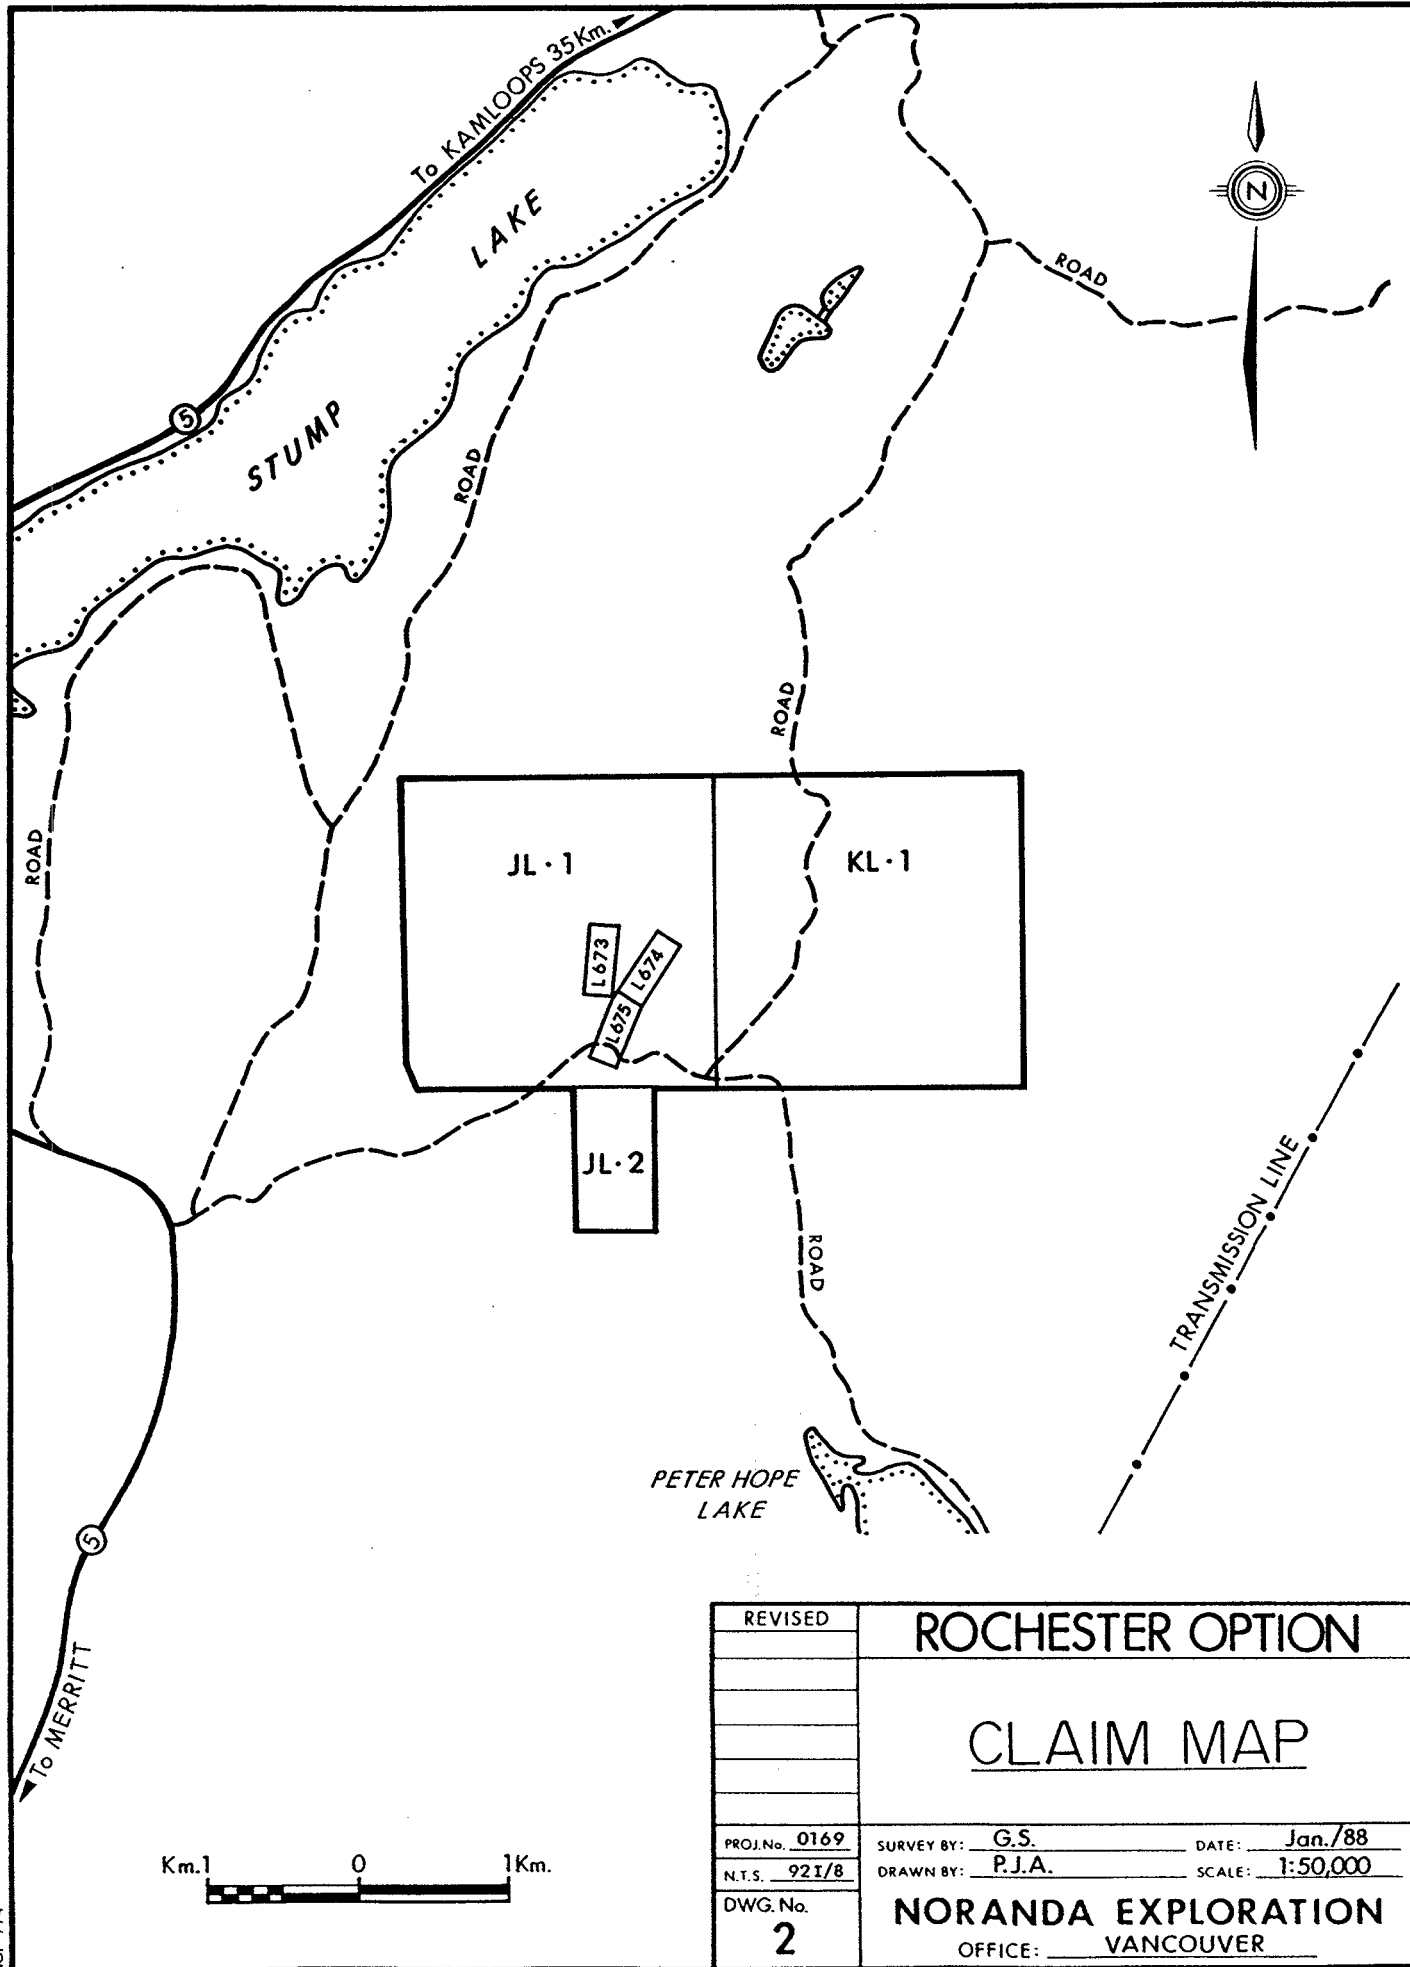 To KAMLOOPS 35Km.
N
STUMP LAKE
5
ROAD
ROAD
ROAD
ROAD
JL·1
KL·1
L673
L674
L675
JL·2
ROAD
TRANSMISSION LINE
PETER HOPE
LAKE
5
To MERRITT
Km.1 0 1Km.
REVISED
ROCHESTER OPTION
CLAIM MAP
PROJ.No. 0169
SURVEY BY: G.S. DATE: Jan./88
N.T.S. 92I/8
DRAWN BY: P.J.A. SCALE: 1:50,000
DWG. No.
2
NORANDA EXPLORATION
OFFICE: VANCOUVER